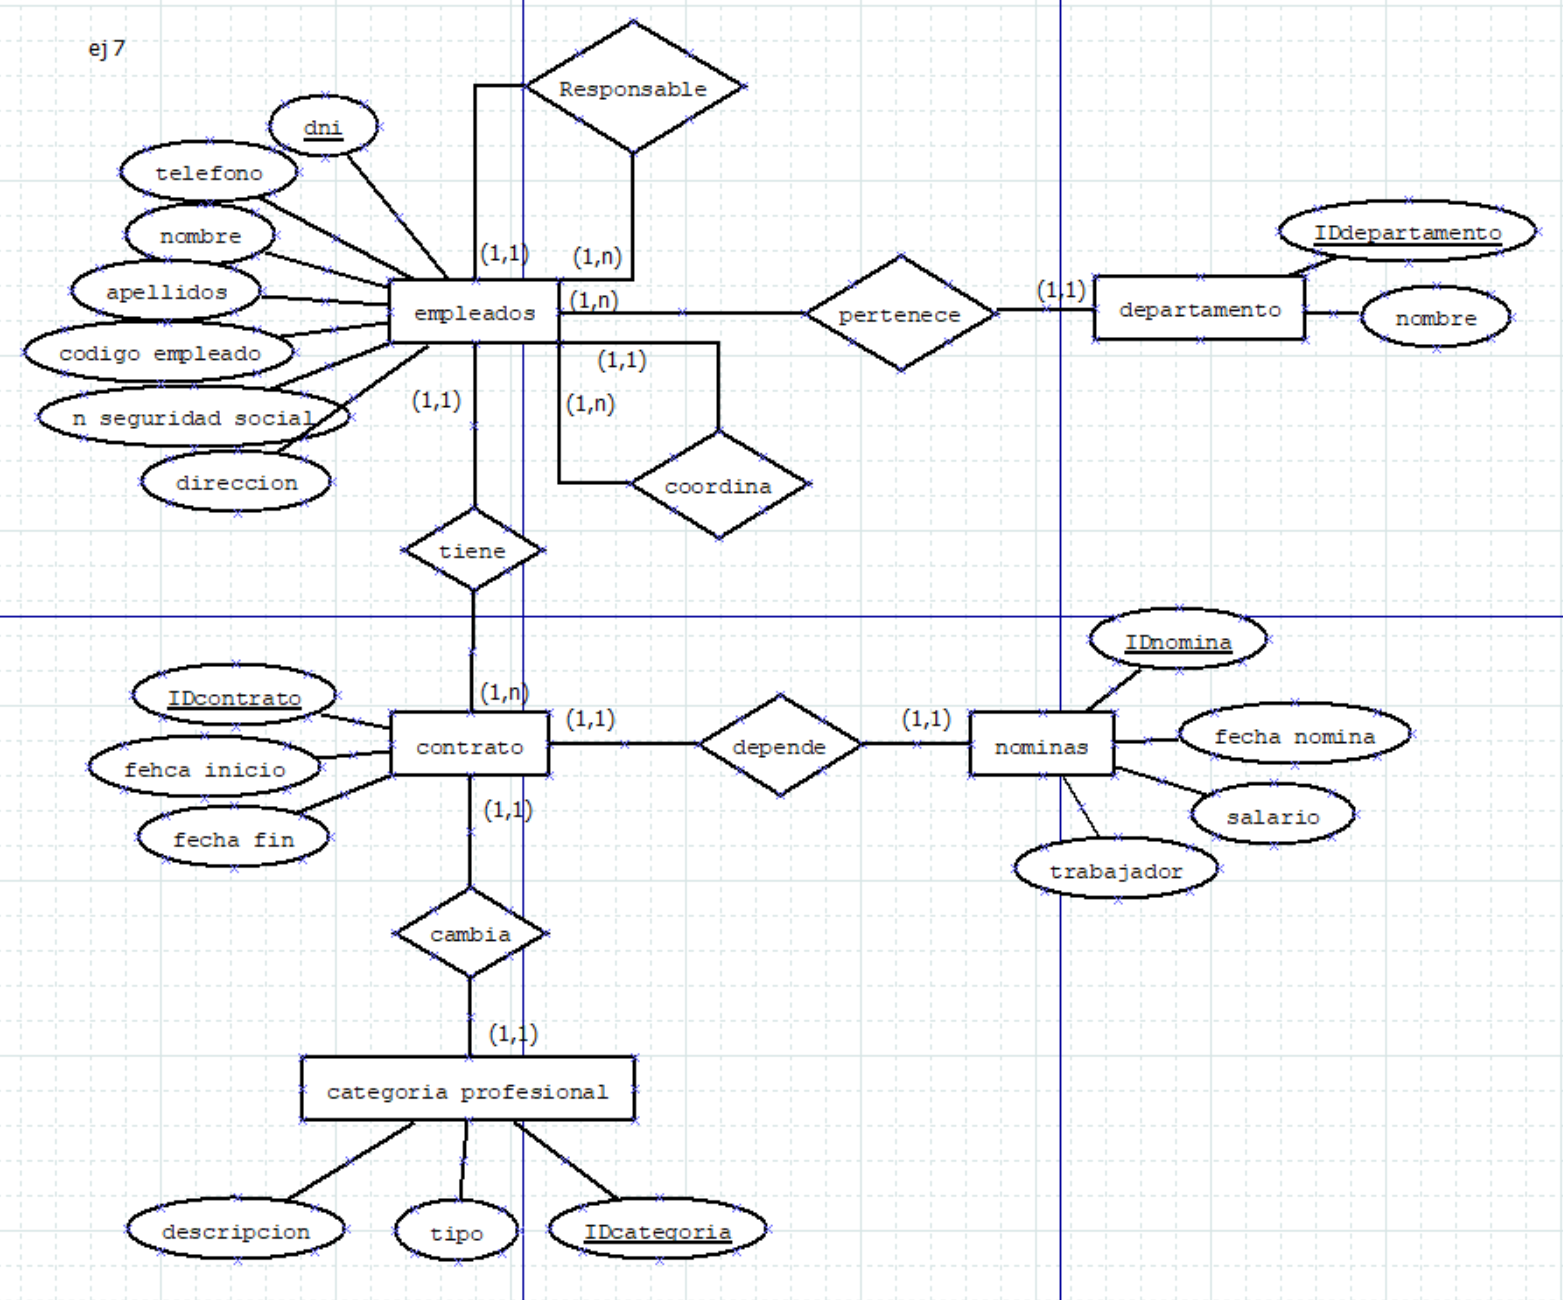 ej 7
Responsable
dni
telefono
nombre
apellidos
codigo empleado
n seguridad social
direccion
(1,1)
(1,n)
empleados
(1,n)
pertenece
(1,1)
departamento
IDdepartamento
nombre
(1,1)
(1,n)
coordina
(1,1)
tiene
(1,n)
IDcontrato
fehca inicio
fecha fin
contrato
(1,1)
depende
(1,1)
nominas
IDnomina
fecha nomina
salario
trabajador
(1,1)
cambia
(1,1)
categoria profesional
descripcion
tipo
IDcategoria